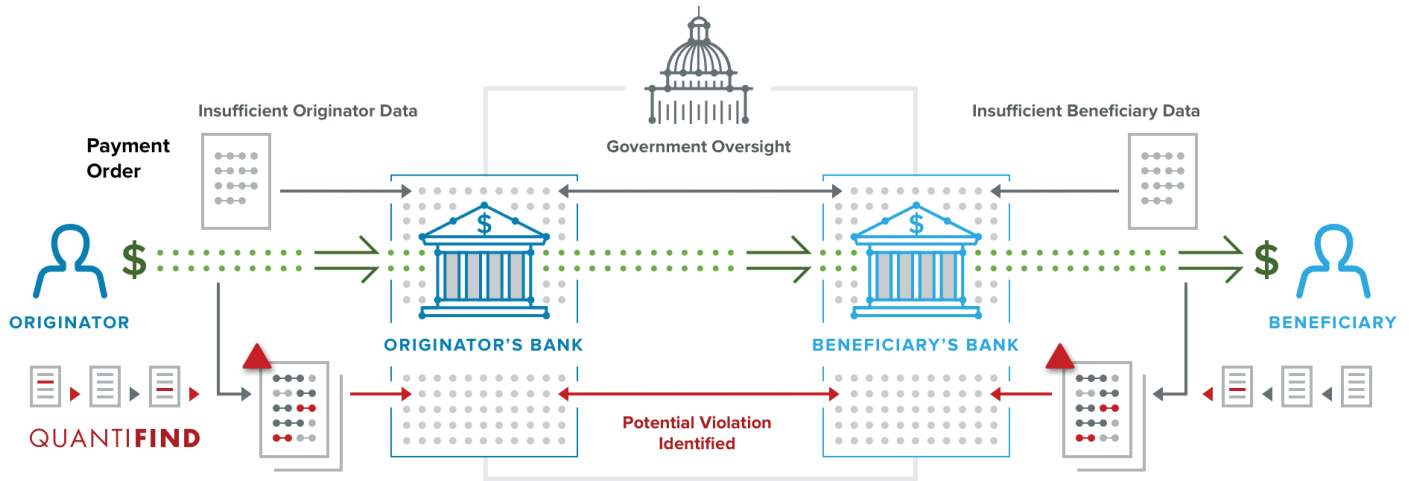 Insufficient Originator Data
Insufficient Beneficiary Data
Payment
Order
Government Oversight
$
$
$
$
ORIGINATOR
BENEFICIARY
ORIGINATOR'S BANK
BENEFICIARY'S BANK
Potential Violation
Identified
QUANTIFIND